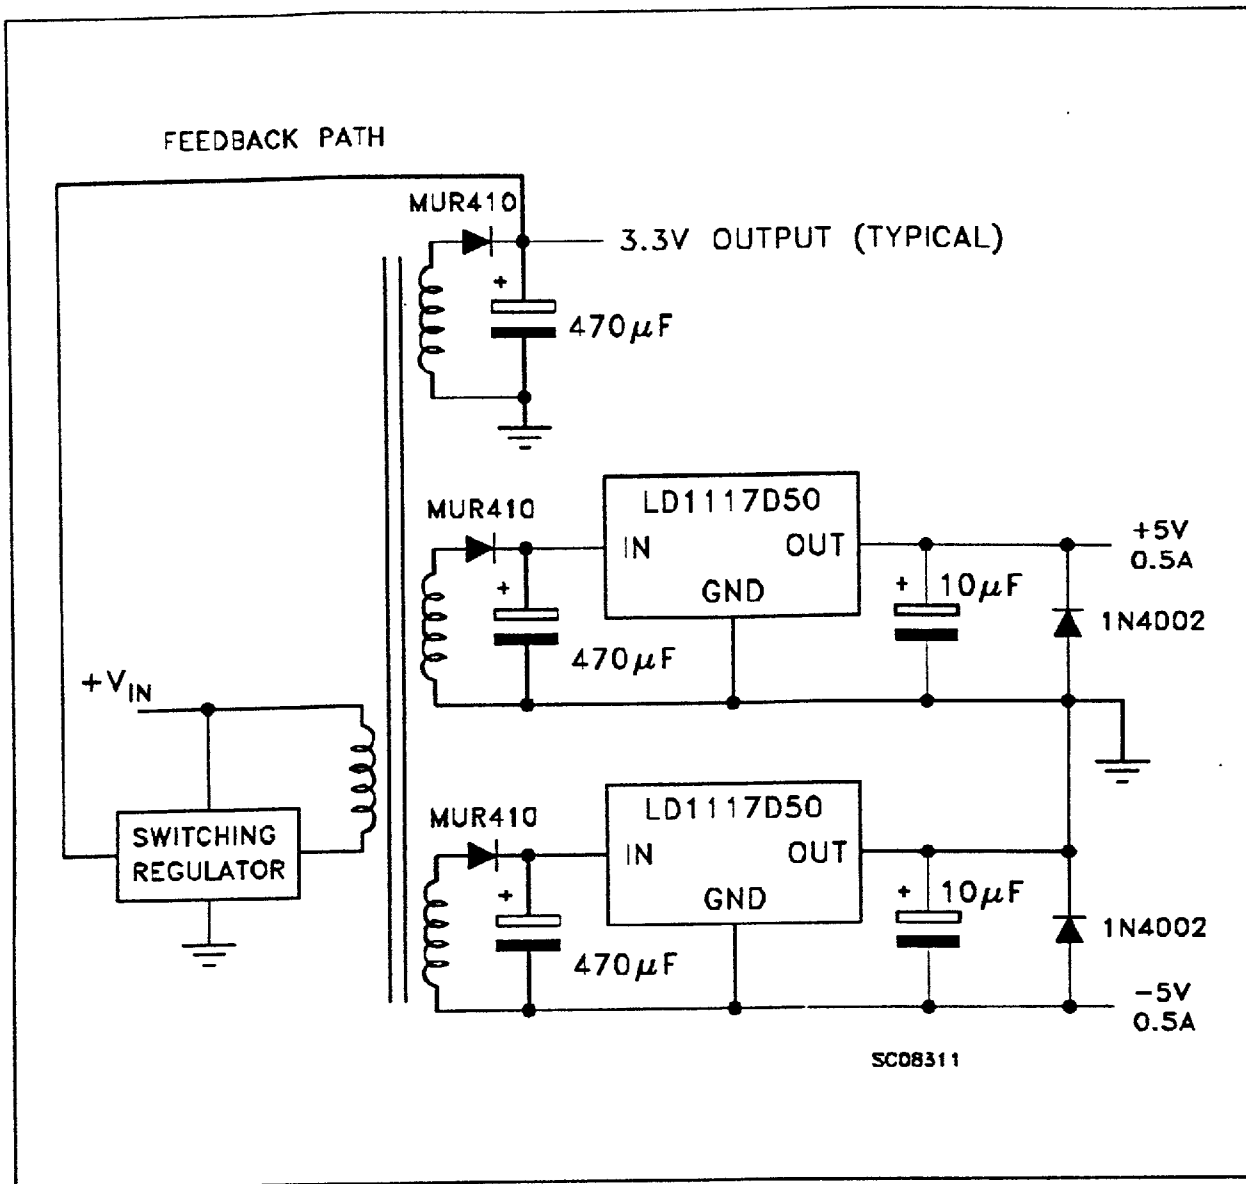 FEEDBACK PATH
MUR410
3.3V OUTPUT (TYPICAL)
+
470μF
MUR410
LD1117D50
IN
OUT
GND
+
470μF
+
10μF
+5V
0.5A
1N4002
+VIN
SWITCHING
REGULATOR
MUR410
LD1117D50
IN
OUT
GND
+
470μF
+
10μF
1N4002
-5V
0.5A
SC08311